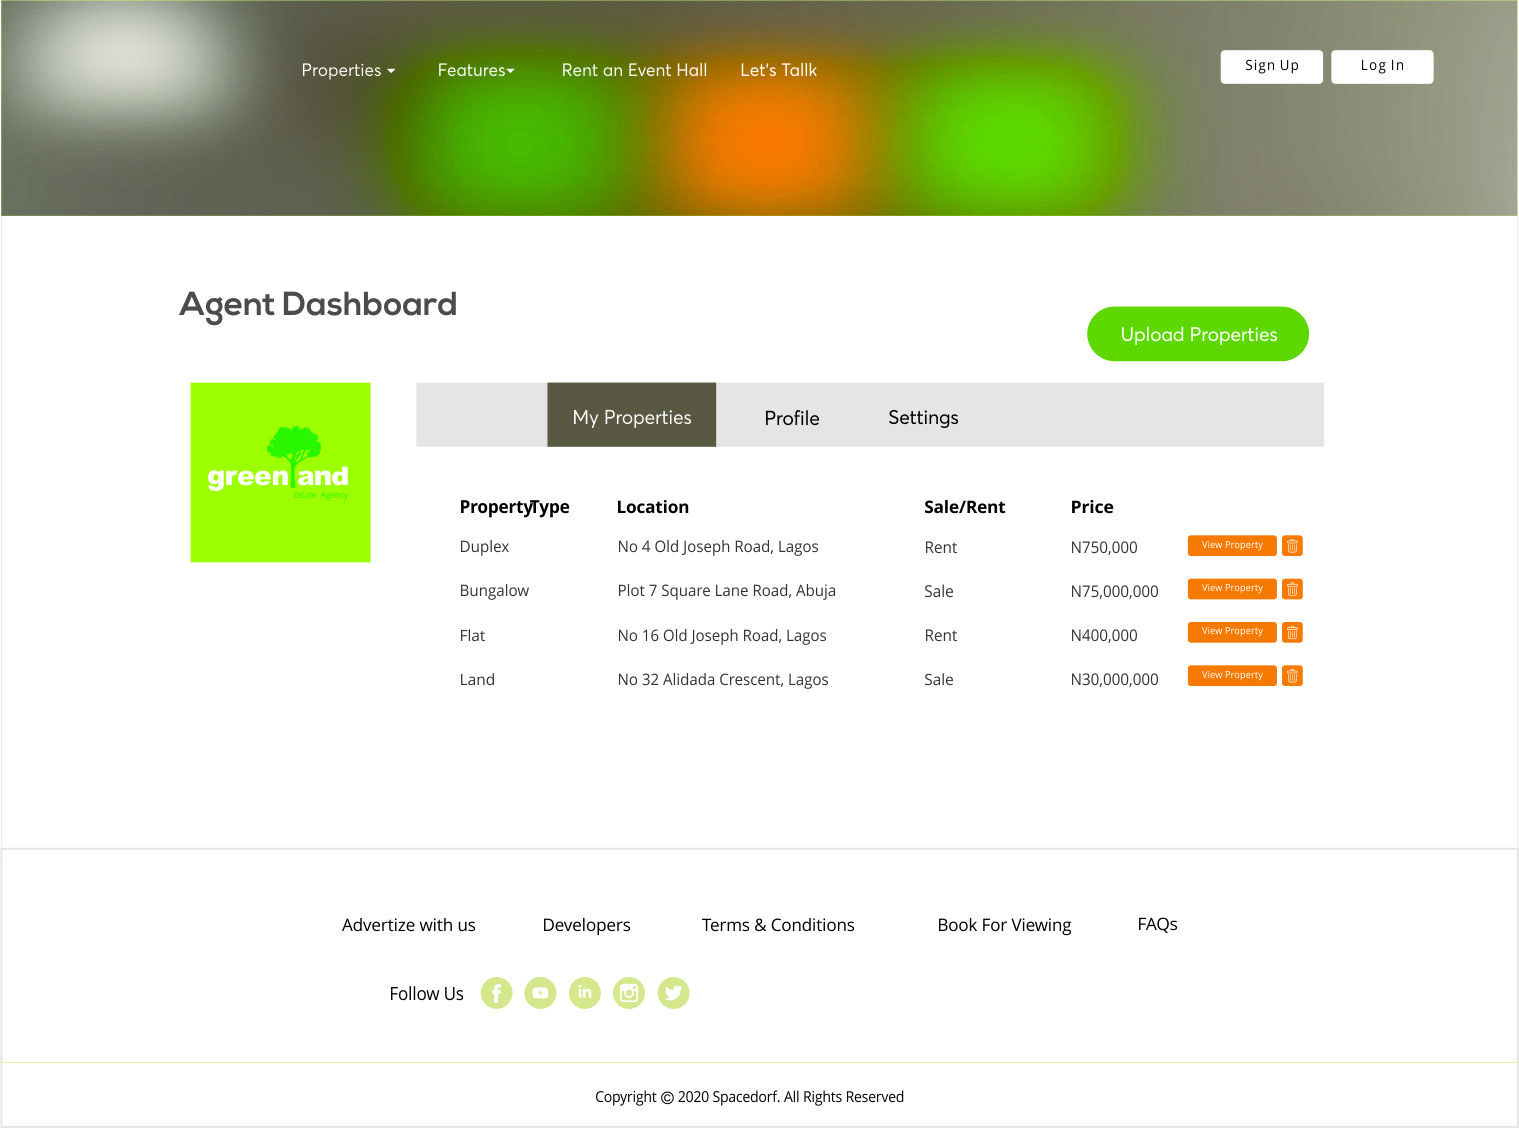 Properties Features Rent an Event Hall Let's Tallk Sign Up Log In
Agent Dashboard
Upload Properties
My Properties Profile Settings
greenland
Estate Agency
PropertyType Location Sale/Rent Price
Duplex No 4 Old Joseph Road, Lagos Rent N750,000 View Property
Bungalow Plot 7 Square Lane Road, Abuja Sale N75,000,000 View Property
Flat No 16 Old Joseph Road, Lagos Rent N400,000 View Property
Land No 32 Alidada Crescent, Lagos Sale N30,000,000 View Property
Advertize with us Developers Terms & Conditions Book For Viewing FAQs
Follow Us
Copyright © 2020 Spacedorf. All Rights Reserved